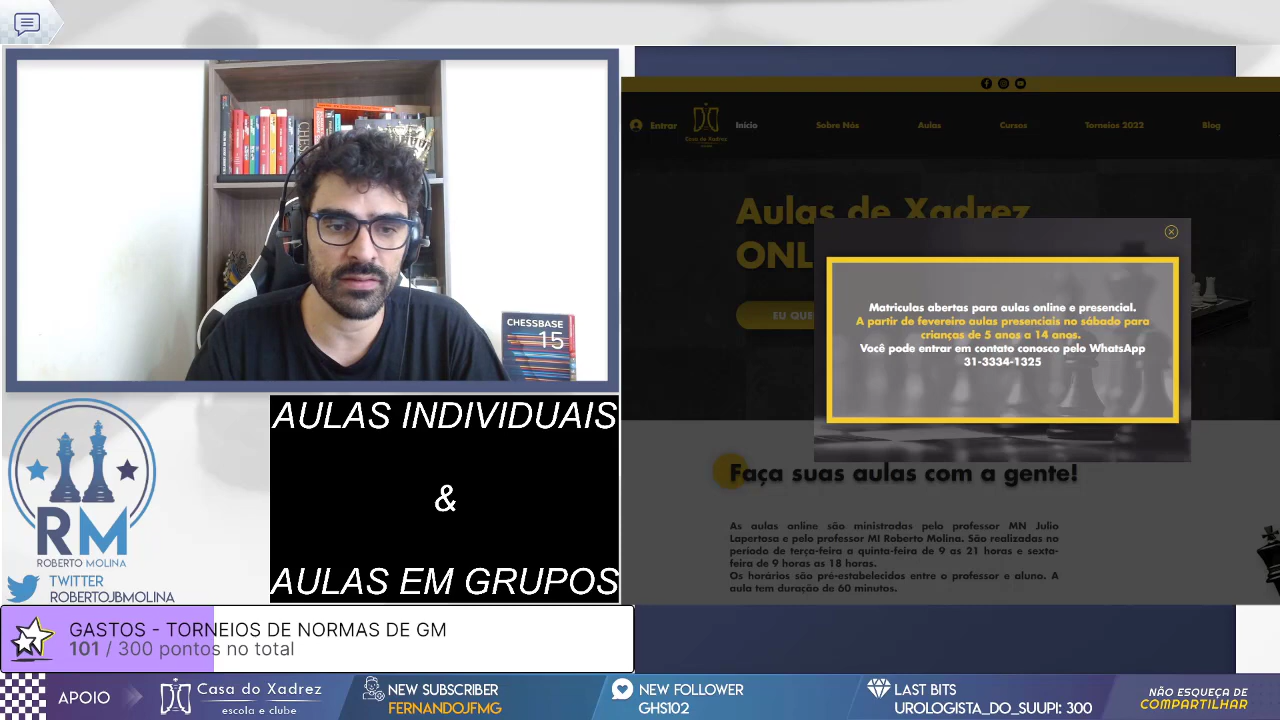 Entrar
Casa de Xadrez
Início
Sobre Nós
Aulas
Cursos
Torneios 2022
Blog
Aulas de Xadrez
ONL
EU QUE
Matriculas abertas para aulas online e presencial.
A partir de fevereiro aulas presenciais no sábado para
crianças de 5 anos a 14 anos.
Você pode entrar em contato conosco pelo WhatsApp
31-3334-1325
Faça suas aulas com a gente!
As aulas online são ministradas pelo professor MN Julio
Lapertosa e pelo professor MI Roberto Molina. São realizadas no
período de terça-feira a quinta-feira de 9 as 21 horas e sexta-
feira de 9 horas as 18 horas.
Os horários são pré-estabelecidos entre o professor e aluno. A
aula tem duração de 60 minutos.
CHESSBASE
15
AULAS INDIVIDUAIS
&
AULAS EM GRUPOS
RM
ROBERTO MOLINA
TWITTER
ROBERTOJBMOLINA
GASTOS - TORNEIOS DE NORMAS DE GM
101 / 300 pontos no total
APOIO
Casa do Xadrez
escola e clube
NEW SUBSCRIBER
FERNANDOJFMG
NEW FOLLOWER
GHS102
LAST BITS
UROLOGISTA_DO_SUUPI: 300
NÃO ESQUEÇA DE
COMPARTILHAR